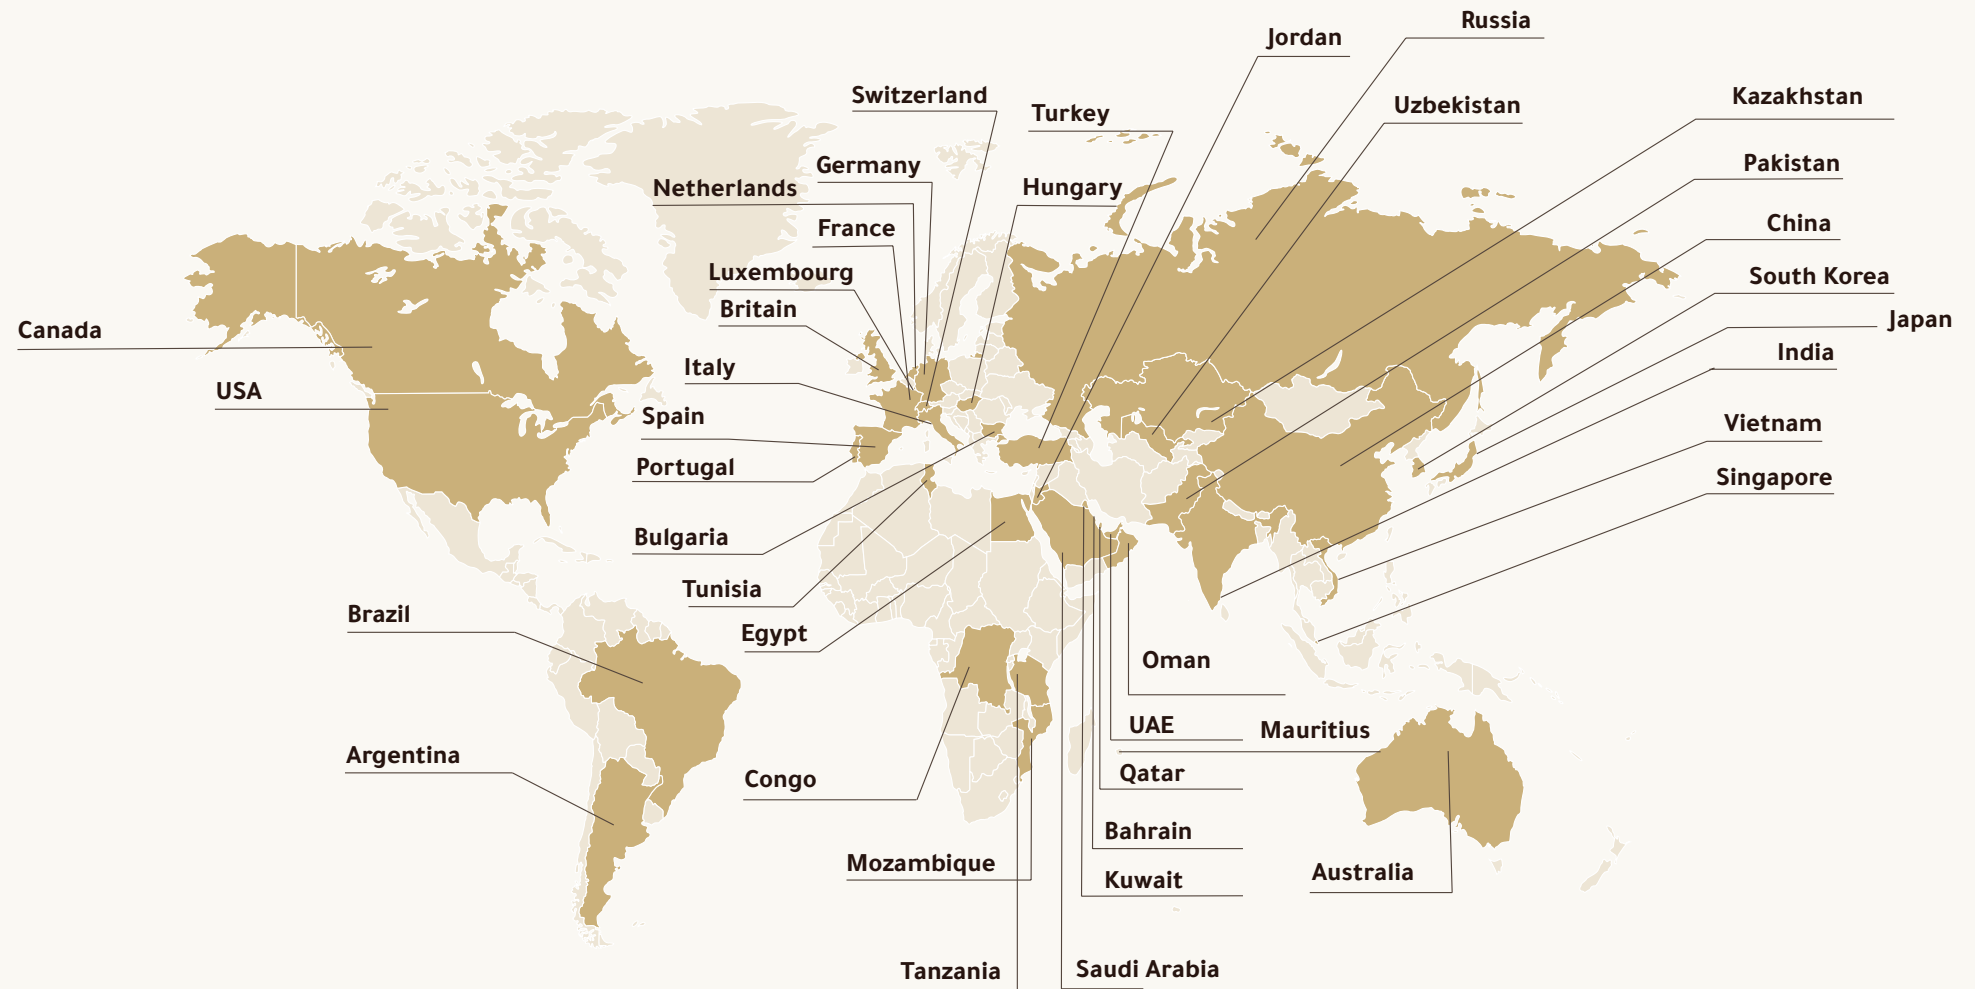 Russia
Jordan
Switzerland
Kazakhstan
Uzbekistan
Turkey
Germany
Pakistan
Netherlands
Hungary
France
China
Luxembourg
South Korea
Britain
Japan
Canada
India
Italy
USA
Spain
Vietnam
Portugal
Singapore
Bulgaria
Tunisia
Brazil
Egypt
Oman
UAE
Mauritius
Argentina
Congo
Qatar
Bahrain
Mozambique
Kuwait
Australia
Tanzania
Saudi Arabia